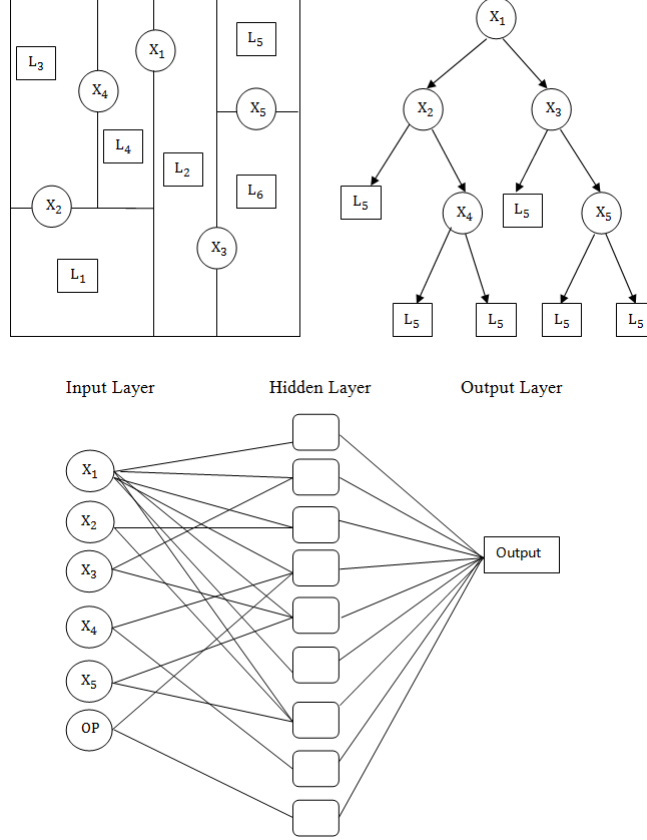 L₃
X₄
X₁
L₅
X₅
L₄
L₂
L₆
X₂
X₃
L₁
X₁
X₂
X₃
L₅
X₄
L₅
X₅
L₅
L₅
L₅
L₅
Input Layer
Hidden Layer
Output Layer
X₁
X₂
X₃
X₄
X₅
OP
Output